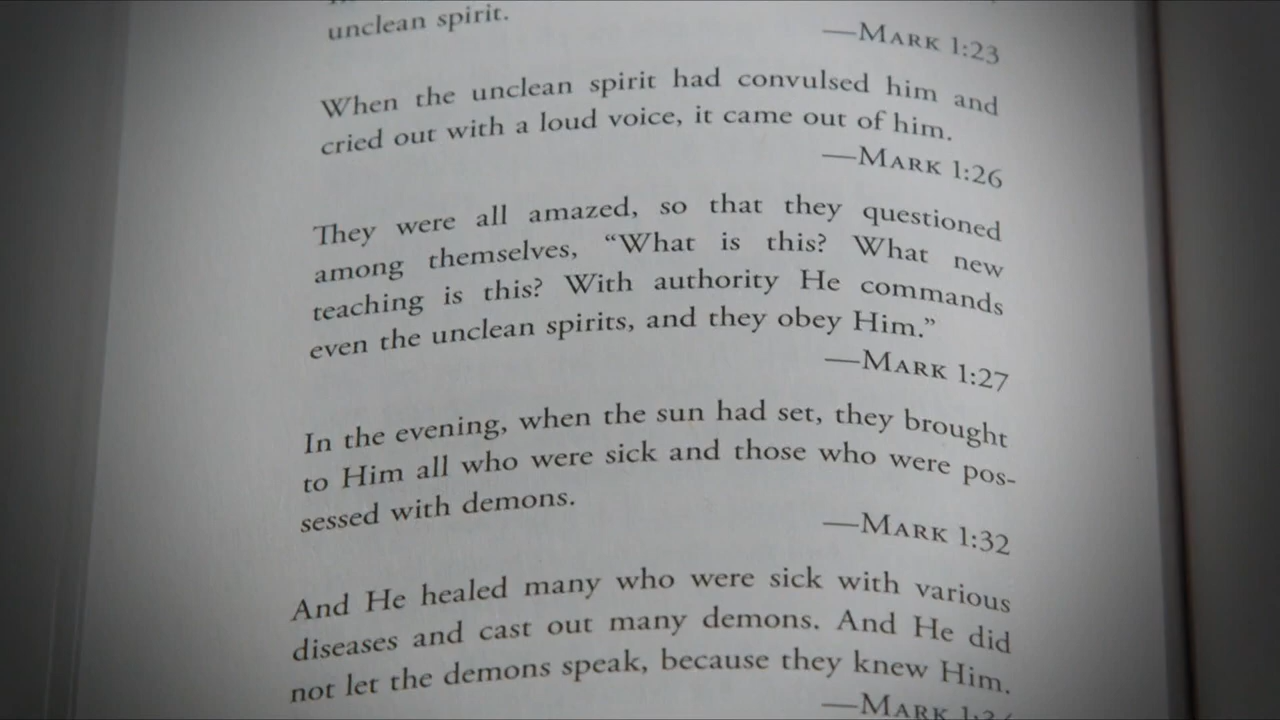 unclean spirit.
—MARK 1:23
When the unclean spirit had convulsed him and
cried out with a loud voice, it came out of him.
—MARK 1:26
They were all amazed, so that they questioned
among themselves, “What is this? What new
teaching is this? With authority He commands
even the unclean spirits, and they obey Him.”
—MARK 1:27
In the evening, when the sun had set, they brought
to Him all who were sick and those who were pos-
sessed with demons.
—MARK 1:32
And He healed many who were sick with various
diseases and cast out many demons. And He did
not let the demons speak, because they knew Him.
—MARK